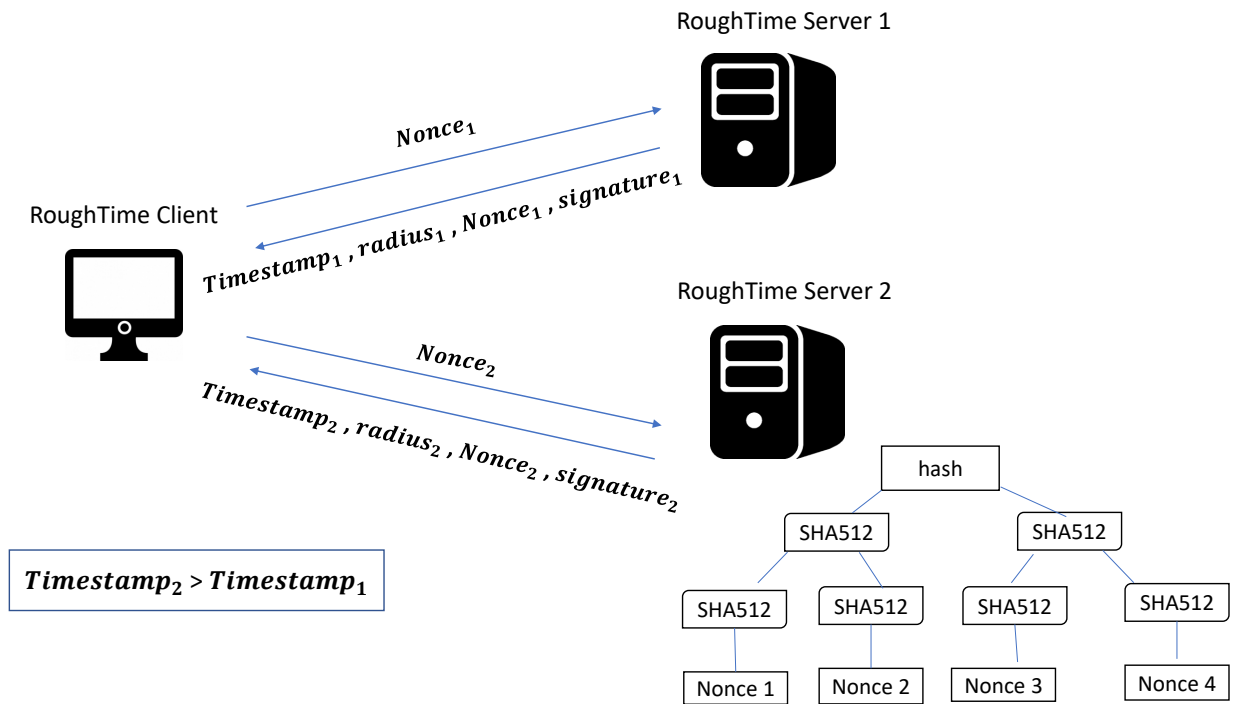 RoughTime Server 1
Nonce₁
RoughTime Client
Timestamp₁ , radius₁ , Nonce₁ , signature₁
RoughTime Server 2
Nonce₂
Timestamp₂ , radius₂ , Nonce₂ , signature₂
hash
SHA512 SHA512
Timestamp₂ > Timestamp₁
SHA512 SHA512 SHA512 SHA512
Nonce 1 Nonce 2 Nonce 3 Nonce 4